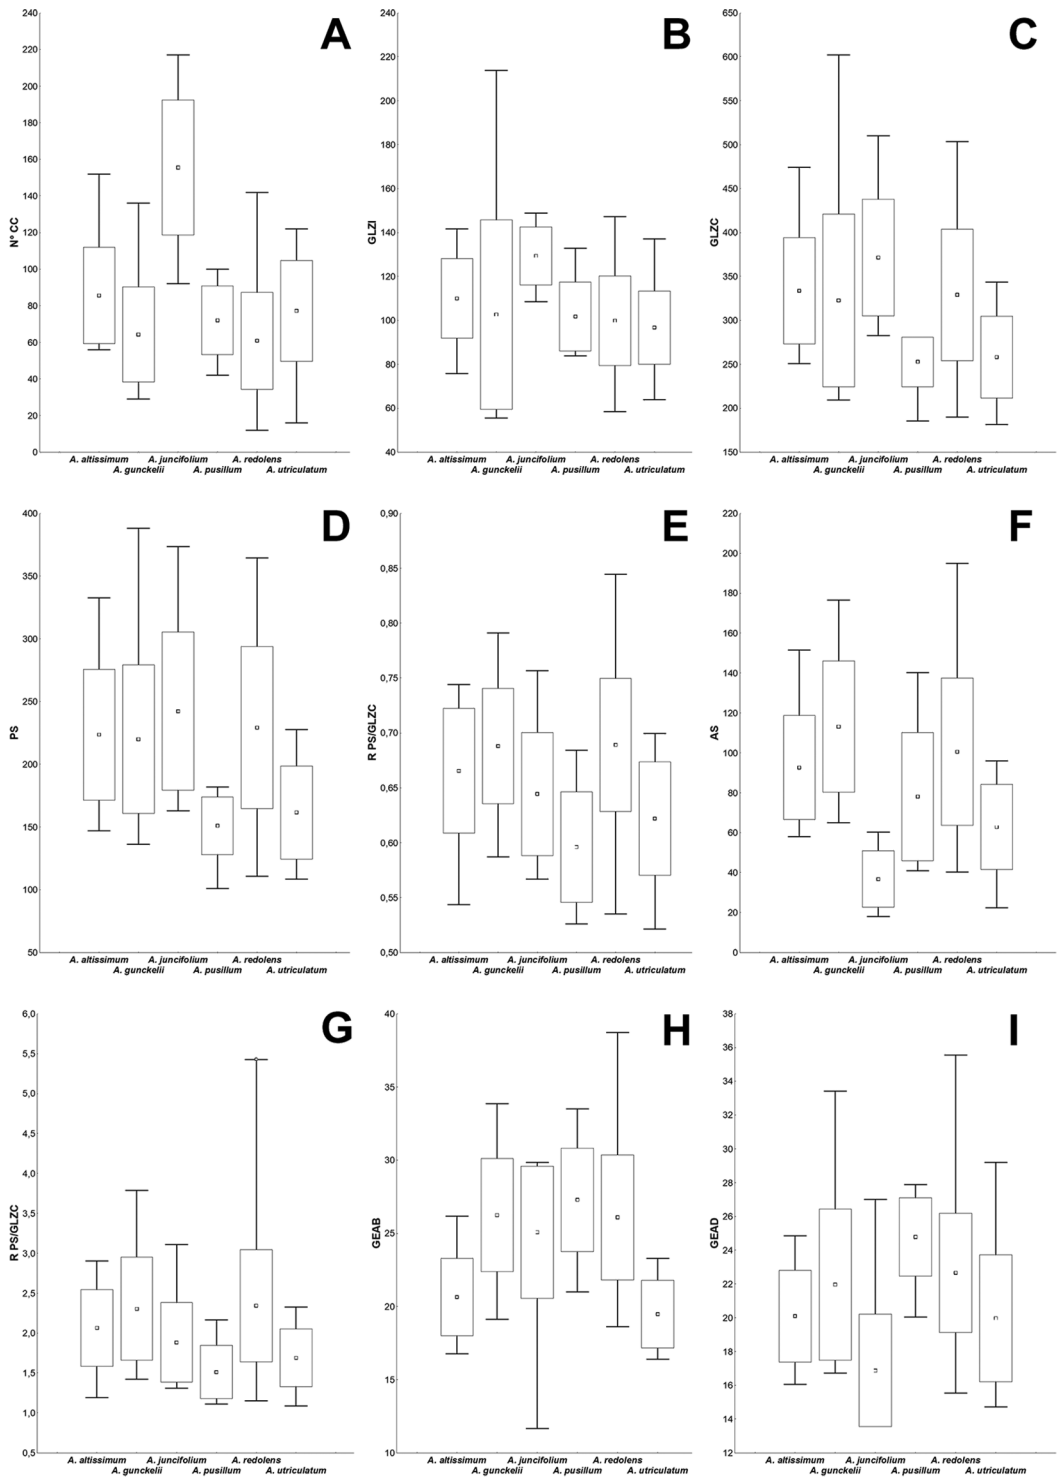 A
N° CC
240
220
200
180
160
140
120
100
80
60
40
20
0
A. altissimum A. juncifolium A. redolens
A. gunckelii A. pusillum A. utriculatum
B
GLZI
240
220
200
180
160
140
120
100
80
60
40
A. altissimum A. juncifolium A. redolens
A. gunckelii A. pusillum A. utriculatum
C
GLZC
650
600
550
500
450
400
350
300
250
200
150
A. altissimum A. juncifolium A. redolens
A. gunckelii A. pusillum A. utriculatum
D
PS
400
350
300
250
200
150
100
50
A. altissimum A. juncifolium A. redolens
A. gunckelii A. pusillum A. utriculatum
E
R PS/GLZC
0,90
0,85
0,80
0,75
0,70
0,65
0,60
0,55
0,50
A. altissimum A. juncifolium A. redolens
A. gunckelii A. pusillum A. utriculatum
F
AS
220
200
180
160
140
120
100
80
60
40
20
0
A. altissimum A. juncifolium A. redolens
A. gunckelii A. pusillum A. utriculatum
G
R PS/GLZC
6,0
5,5
5,0
4,5
4,0
3,5
3,0
2,5
2,0
1,5
1,0
0,5
A. altissimum A. juncifolium A. redolens
A. gunckelii A. pusillum A. utriculatum
H
GEAB
40
35
30
25
20
15
10
A. altissimum A. juncifolium A. redolens
A. gunckelii A. pusillum A. utriculatum
I
GEAD
38
36
34
32
30
28
26
24
22
20
18
16
14
12
A. altissimum A. juncifolium A. redolens
A. gunckelii A. pusillum A. utriculatum